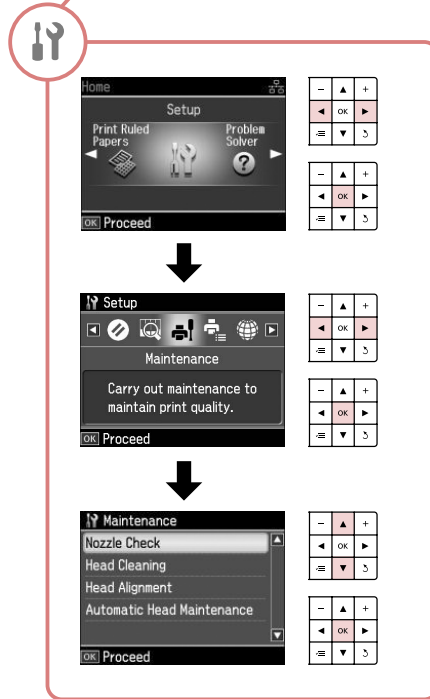 Home
Setup
Print Ruled
Papers
Problem
Solver
?
OK Proceed
- +
OK
- +
OK
Setup
Maintenance
Carry out maintenance to
maintain print quality.
OK Proceed
- +
OK
- +
OK
Maintenance
Nozzle Check
Head Cleaning
Head Alignment
Automatic Head Maintenance
OK Proceed
- +
OK
- +
OK